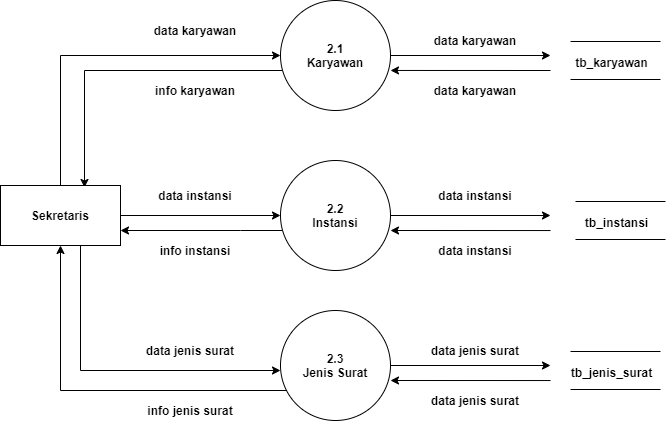 data karyawan
2.1
Karyawan
data karyawan
tb_karyawan
info karyawan
data karyawan
Sekretaris
data instansi
2.2
Instansi
data instansi
tb_instansi
info instansi
data instansi
data jenis surat
2.3
Jenis Surat
data jenis surat
tb_jenis_surat
info jenis surat
data jenis surat